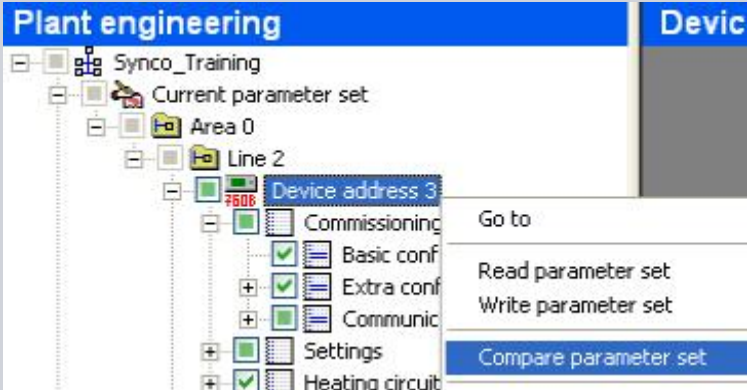 Plant engineering
Devic
Synco_Training
Current parameter set
Area 0
Line 2
Device address 3
Commissioning
Basic conf
Extra conf
Communic
Settings
Heating circuit
Go to
Read parameter set
Write parameter set
Compare parameter set